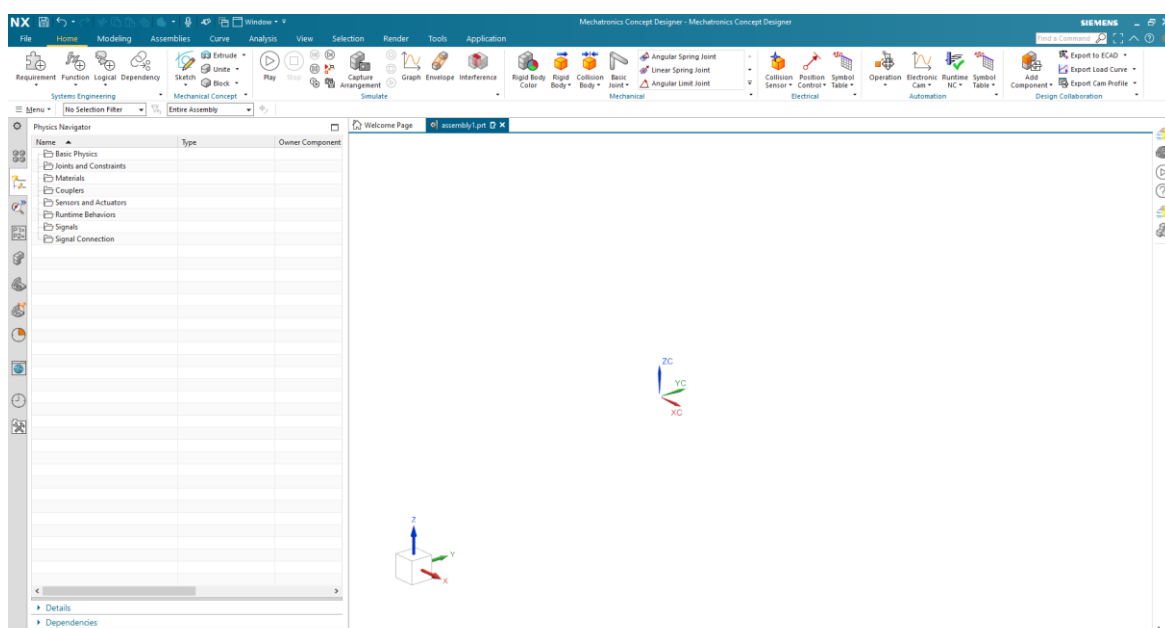 NX Window Mechatronics Concept Designer - Mechatronics Concept Designer SIEMENS
File Home Modeling Assemblies Curve Analysis View Selection Render Tools Application Find a Command
Requirement Function Logical Dependency
Systems Engineering
Sketch Extrude
Unite
Block
Mechanical Concept
Play Stop Capture Arrangement Graph Envelope Interference
Simulate
Rigid Body Color Rigid Body Collision Body Basic Joint
Angular Spring Joint
Linear Spring Joint
Angular Limit Joint
Mechanical
Collision Sensor Position Control Symbol Table
Electrical
Operation Electronic Cam Runtime NC Symbol Table
Automation
Add Component Export to ECAD
Export Load Curve
Export Cam Profile
Design Collaboration
Menu No Selection Filter Entire Assembly
Physics Navigator Welcome Page assembly1.prt
Name Type Owner Component
Basic Physics
Joints and Constraints
Materials
Couplers
Sensors and Actuators
Runtime Behaviors
Signals
Signal Connection
ZC
YC
XC
Z
Y
X
Details
Dependencies